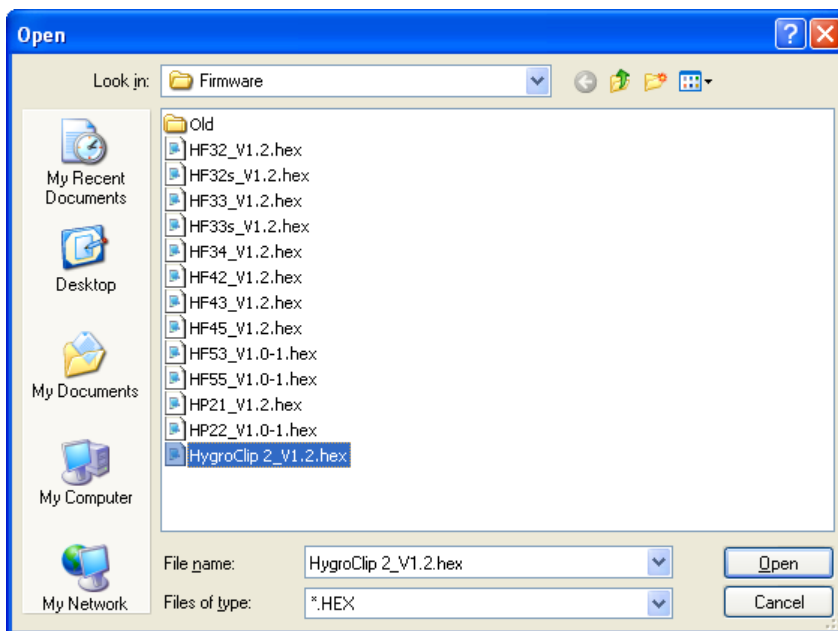 Open
Look in: Firmware
My Recent
Documents
Desktop
My Documents
My Computer
My Network
Old
HF32_V1.2.hex
HF32s_V1.2.hex
HF33_V1.2.hex
HF33s_V1.2.hex
HF34_V1.2.hex
HF42_V1.2.hex
HF43_V1.2.hex
HF45_V1.2.hex
HF53_V1.0-1.hex
HF55_V1.0-1.hex
HP21_V1.2.hex
HP22_V1.0-1.hex
HygroClip 2_V1.2.hex
File name: HygroClip 2_V1.2.hex Open
Files of type: *.HEX Cancel